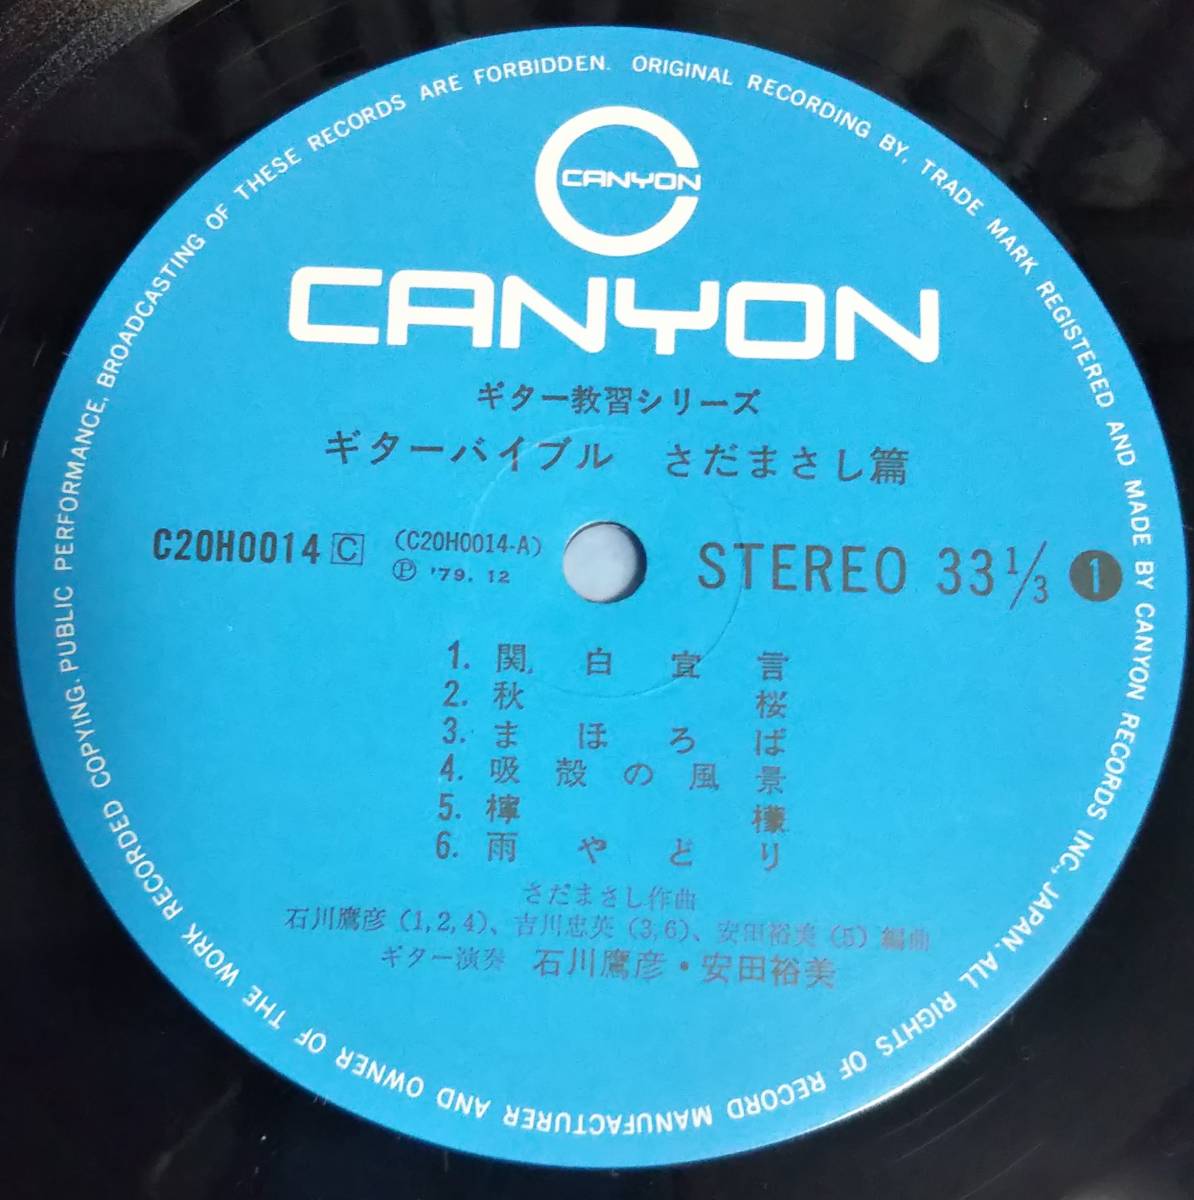 CANYON
CANYON
ギター教習シリーズ
ギターバイブル さだまさし篇
C20H0014 C (C20H0014-A)
Ⓟ '79. 12
STEREO 33 1/3 1
1. 関白宣言
2. 秋桜
3. まほろば
4. 吸殻の風景
5. 檸檬
6. 雨やどり
さだまさし作曲
石川鷹彦(1,2,4)、吉川忠英(3,6)、安田裕美(5)編曲
ギター演奏 石川鷹彦・安田裕美
ORIGINAL RECORDING BY, TRADE MARK REGISTERED AND MADE BY CANYON RECORDS INC., JAPAN. ALL RIGHTS OF RECORD MANUFACTURER AND OWNER OF THE WORK RECORDED COPYING. PUBLIC PERFORMANCE, BROADCASTING OF THESE RECORDS ARE FORBIDDEN.